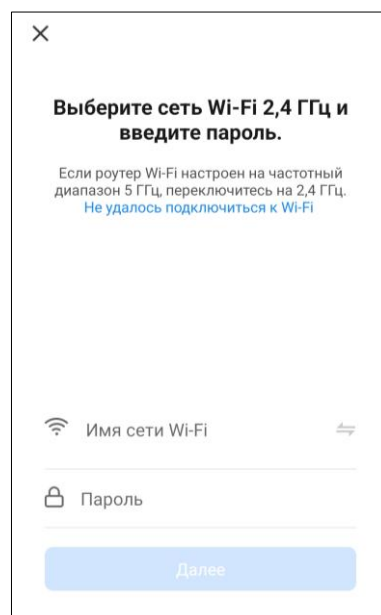 Выберите сеть Wi-Fi 2,4 ГГц и
введите пароль.
Если роутер Wi-Fi настроен на частотный
диапазон 5 ГГц, переключитесь на 2,4 ГГц.
Не удалось подключиться к Wi-Fi
Имя сети Wi-Fi
Пароль
Далее